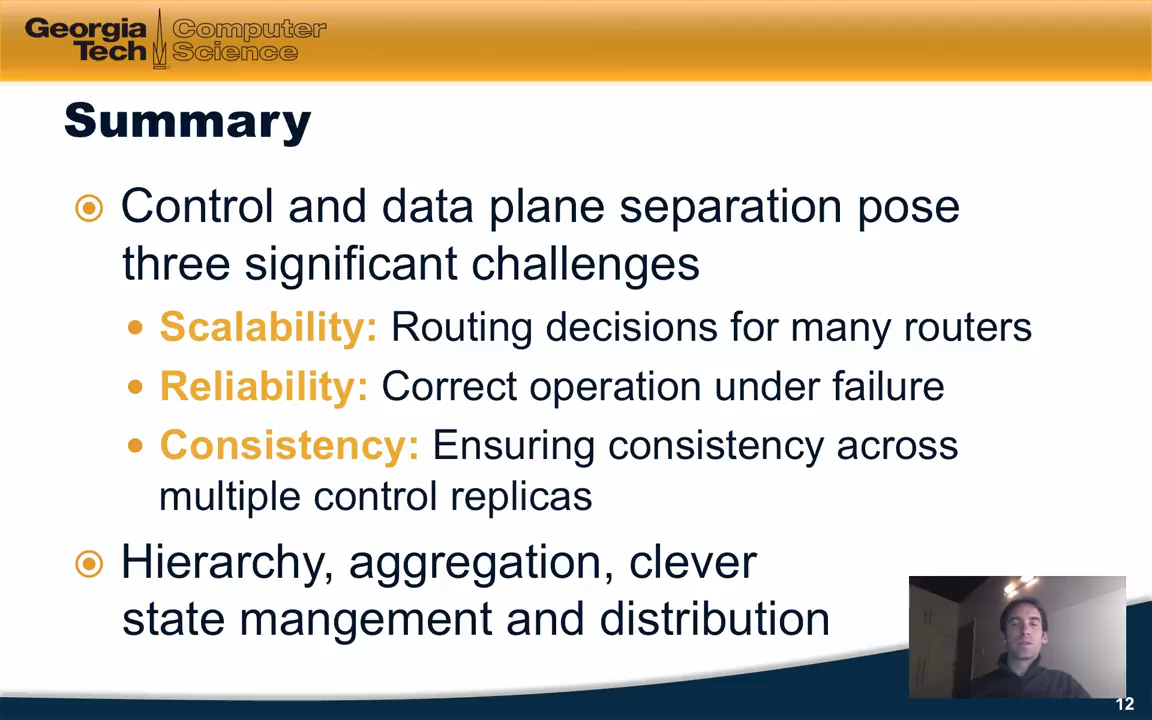 Georgia Tech
Computer Science
Summary
Control and data plane separation pose
three significant challenges
Scalability: Routing decisions for many routers
Reliability: Correct operation under failure
Consistency: Ensuring consistency across
multiple control replicas
Hierarchy, aggregation, clever
state mangement and distribution
12